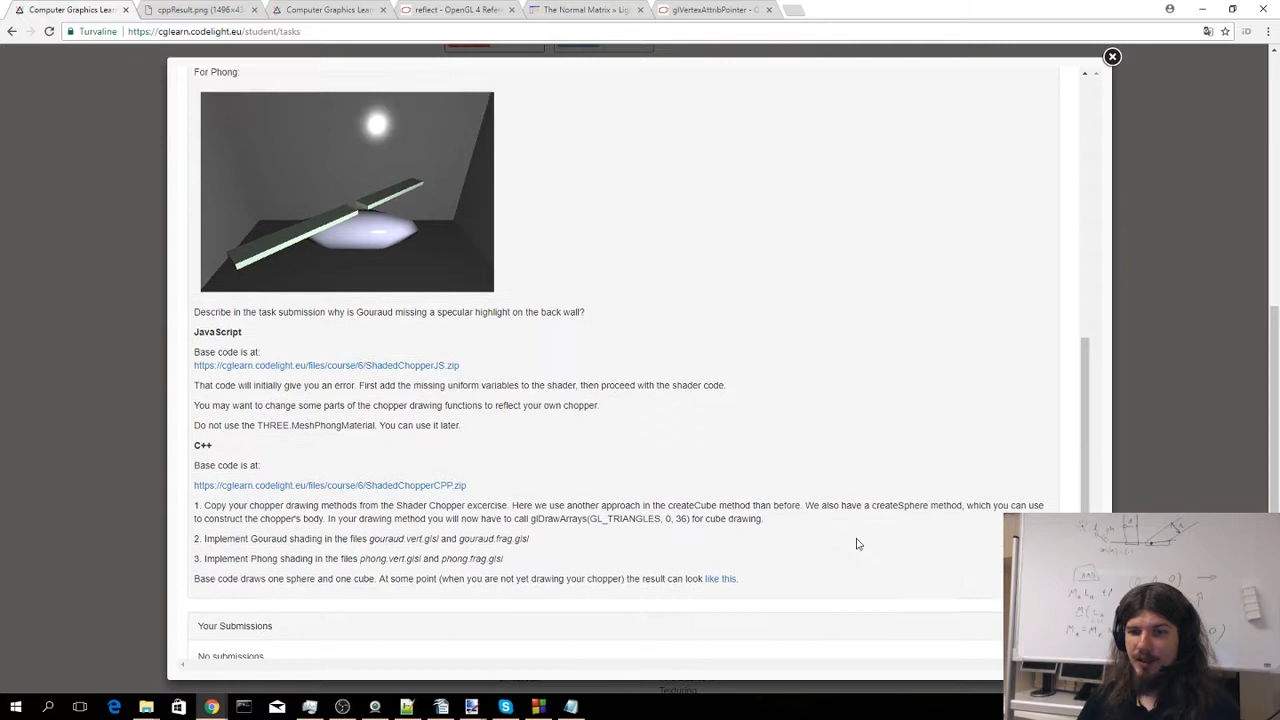 Computer Graphics Lear
cppResult.png (1496×43
Computer Graphics Lear
reflect - OpenGL 4 Refer
The Normal Matrix » Lig
glVertexAttribPointer - O
Turvaline
https://cglearn.codelight.eu/student/tasks
For Phong:
Describe in the task submission why is Gouraud missing a specular highlight on the back wall?
JavaScript
Base code is at:
https://cglearn.codelight.eu/files/course/6/ShadedChopperJS.zip
That code will initially give you an error. First add the missing uniform variables to the shader, then proceed with the shader code.
You may want to change some parts of the chopper drawing functions to reflect your own chopper.
Do not use the THREE.MeshPhongMaterial. You can use it later.
C++
Base code is at:
https://cglearn.codelight.eu/files/course/6/ShadedChopperCPP.zip
1. Copy your chopper drawing methods from the Shader Chopper excercise. Here we use another approach in the createCube method than before. We also have a createSphere method, which you can use
to construct the chopper's body. In your drawing method you will now have to call glDrawArrays(GL_TRIANGLES, 0, 36) for cube drawing.
2. Implement Gouraud shading in the files gouraud.vert.glsl and gouraud.frag.glsl
3. Implement Phong shading in the files phong.vert.glsl and phong.frag.glsl
Base code draws one sphere and one cube. At some point (when you are not yet drawing your chopper) the result can look like this.
Your Submissions
No submissions
Texturing